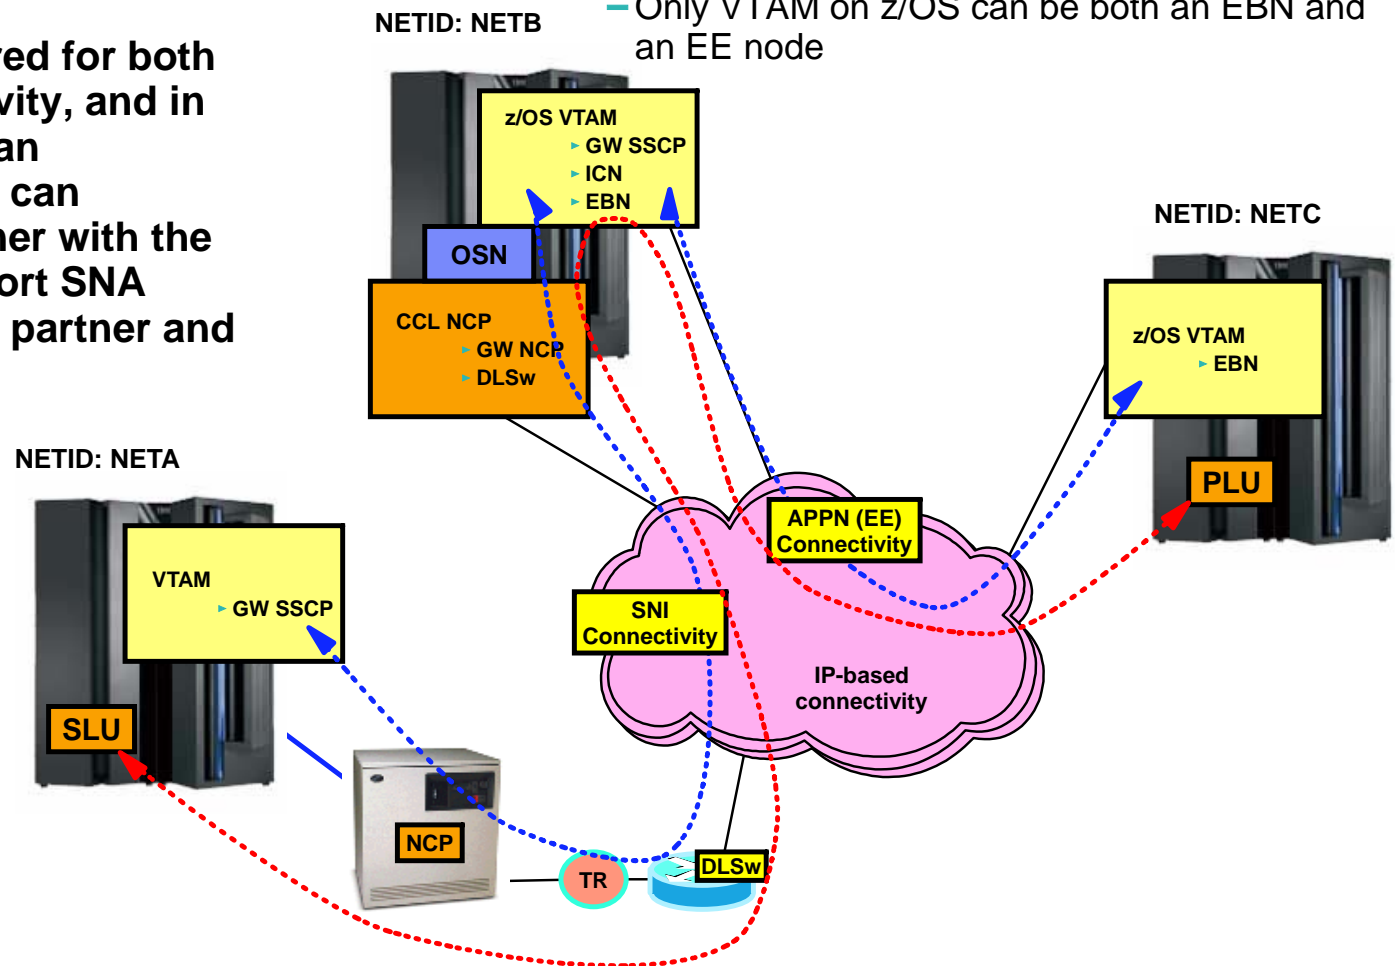 – Only VTAM on z/OS can be both an EBN and
an EE node
red for both
vity, and in
an
can
ner with the
ort SNA
partner and
NETID: NETB
z/OS VTAM
► GW SSCP
► ICN
► EBN
OSN
CCL NCP
► GW NCP
► DLSw
NETID: NETC
z/OS VTAM
► EBN
PLU
NETID: NETA
VTAM
► GW SSCP
SLU
APPN (EE)
Connectivity
SNI
Connectivity
IP-based
connectivity
NCP
TR
DLSw